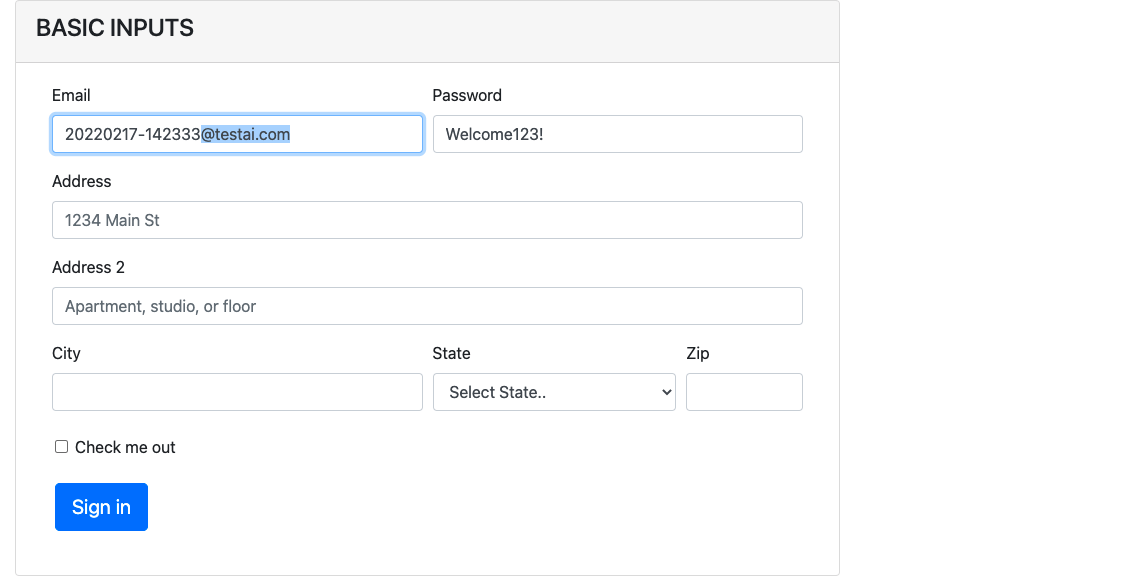 BASIC INPUTS
Email Password
20220217-142333@testai.com Welcome123!
Address
1234 Main St
Address 2
Apartment, studio, or floor
City State Zip
Select State..
Check me out
Sign in